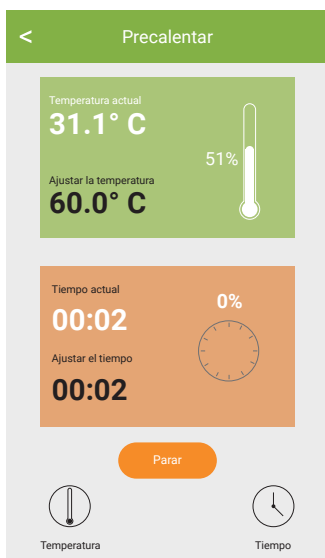 < Precalentar
Temperatura actual
31.1° C
51%
Ajustar la temperatura
60.0° C
Tiempo actual
0%
00:02
Ajustar el tiempo
00:02
Parar
Temperatura Tiempo